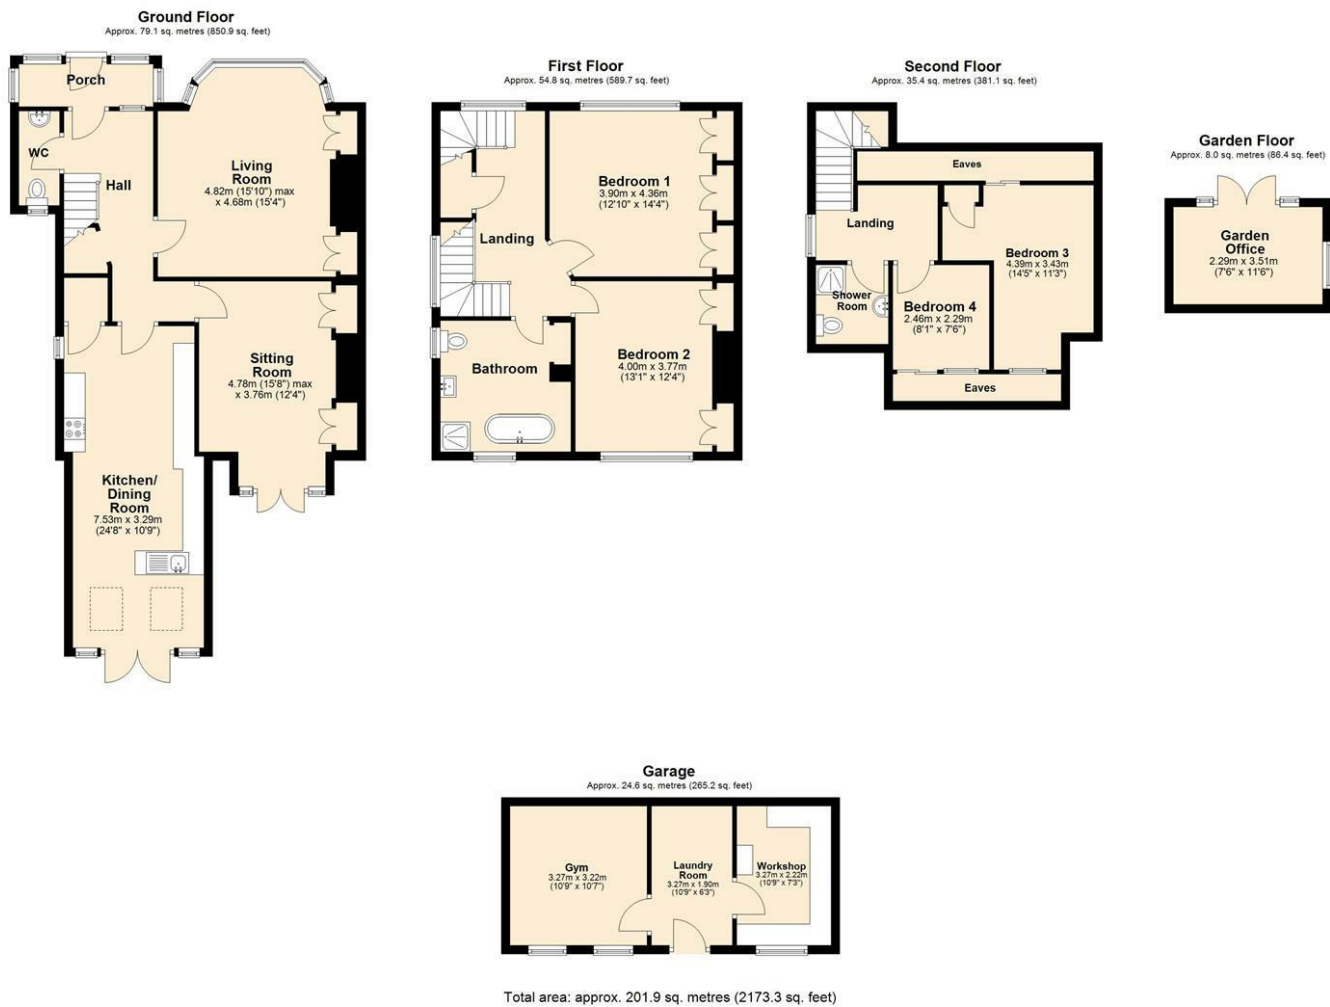 Ground Floor
Approx. 79.1 sq. metres (850.9 sq. feet)
Porch
WC
Hall
Living
Room
4.82m (15'10") max
x 4.68m (15'4")
Sitting
Room
4.78m (15'8") max
x 3.76m (12'4")
Kitchen/
Dining
Room
7.53m x 3.29m
(24'8" x 10'9")
First Floor
Approx. 54.8 sq. metres (589.7 sq. feet)
Bedroom 1
3.90m x 4.36m
(12'10" x 14'4")
Landing
Bedroom 2
4.00m x 3.77m
(13'1" x 12'4")
Bathroom
Second Floor
Approx. 35.4 sq. metres (381.1 sq. feet)
Eaves
Landing
Bedroom 3
4.39m x 3.43m
(14'5" x 11'3")
Shower
Room
Bedroom 4
2.46m x 2.29m
(8'1" x 7'6")
Eaves
Garden Floor
Approx. 8.0 sq. metres (86.4 sq. feet)
Garden
Office
2.29m x 3.51m
(7'6" x 11'6")
Garage
Approx. 24.6 sq. metres (265.2 sq. feet)
Gym
3.27m x 3.22m
(10'9" x 10'7")
Laundry
Room
3.27m x 1.90m
(10'9" x 6'3")
Workshop
3.27m x 2.22m
(10'9" x 7'3")
Total area: approx. 201.9 sq. metres (2173.3 sq. feet)